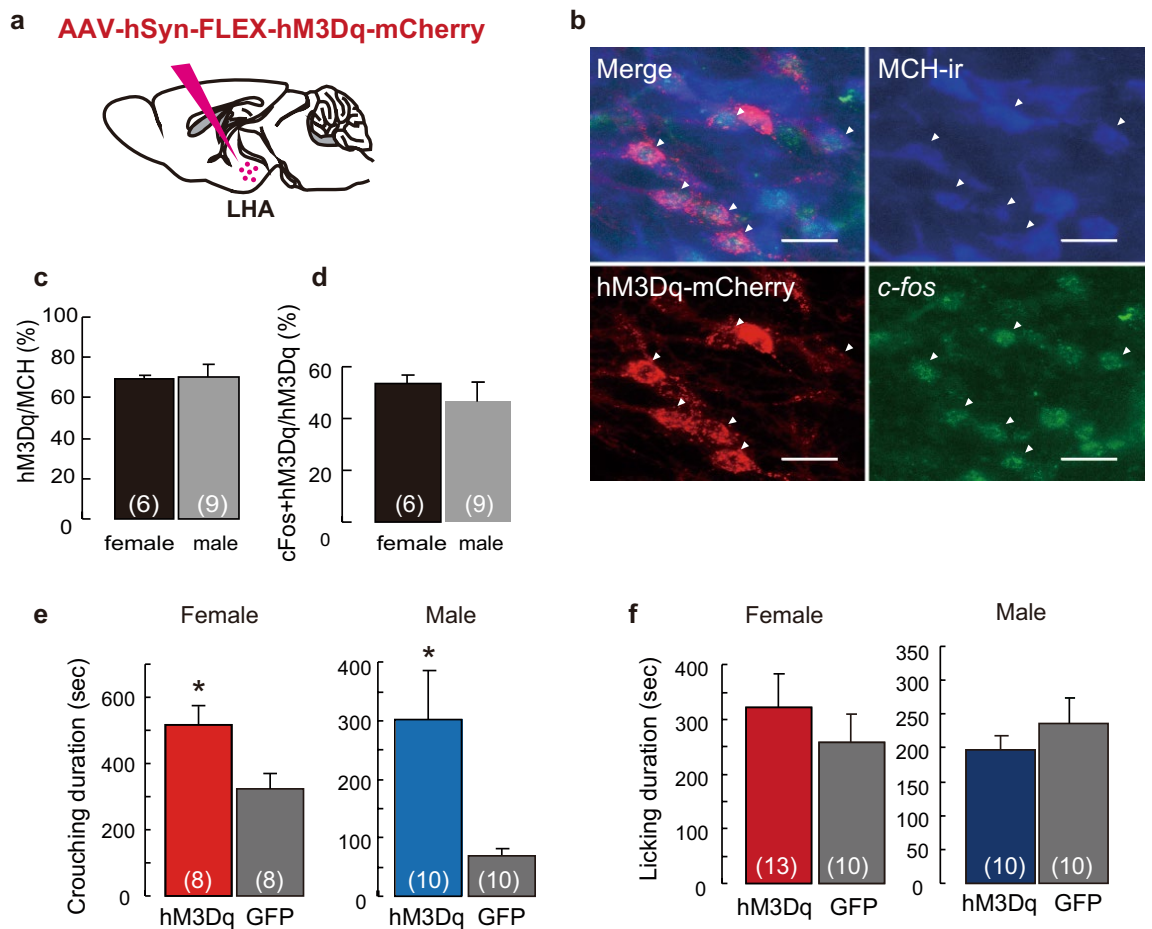 a
AAV-hSyn-FLEX-hM3Dq-mCherry
LHA
b
Merge
MCH-ir
hM3Dq-mCherry
c-fos
c
hM3Dq/MCH (%)
100
80
60
40
20
0
(6)
(9)
female
male
d
cFos+hM3Dq/hM3Dq (%)
60
40
20
0
(6)
(9)
female
male
e
Female
Crouching duration (sec)
600
400
200
0
*
(8)
(8)
hM3Dq
GFP
Male
400
300
200
100
0
*
(10)
(10)
hM3Dq
GFP
f
Female
Licking duration (sec)
400
300
200
100
0
(13)
(10)
hM3Dq
GFP
Male
350
300
250
200
150
100
50
0
(10)
(10)
hM3Dq
GFP